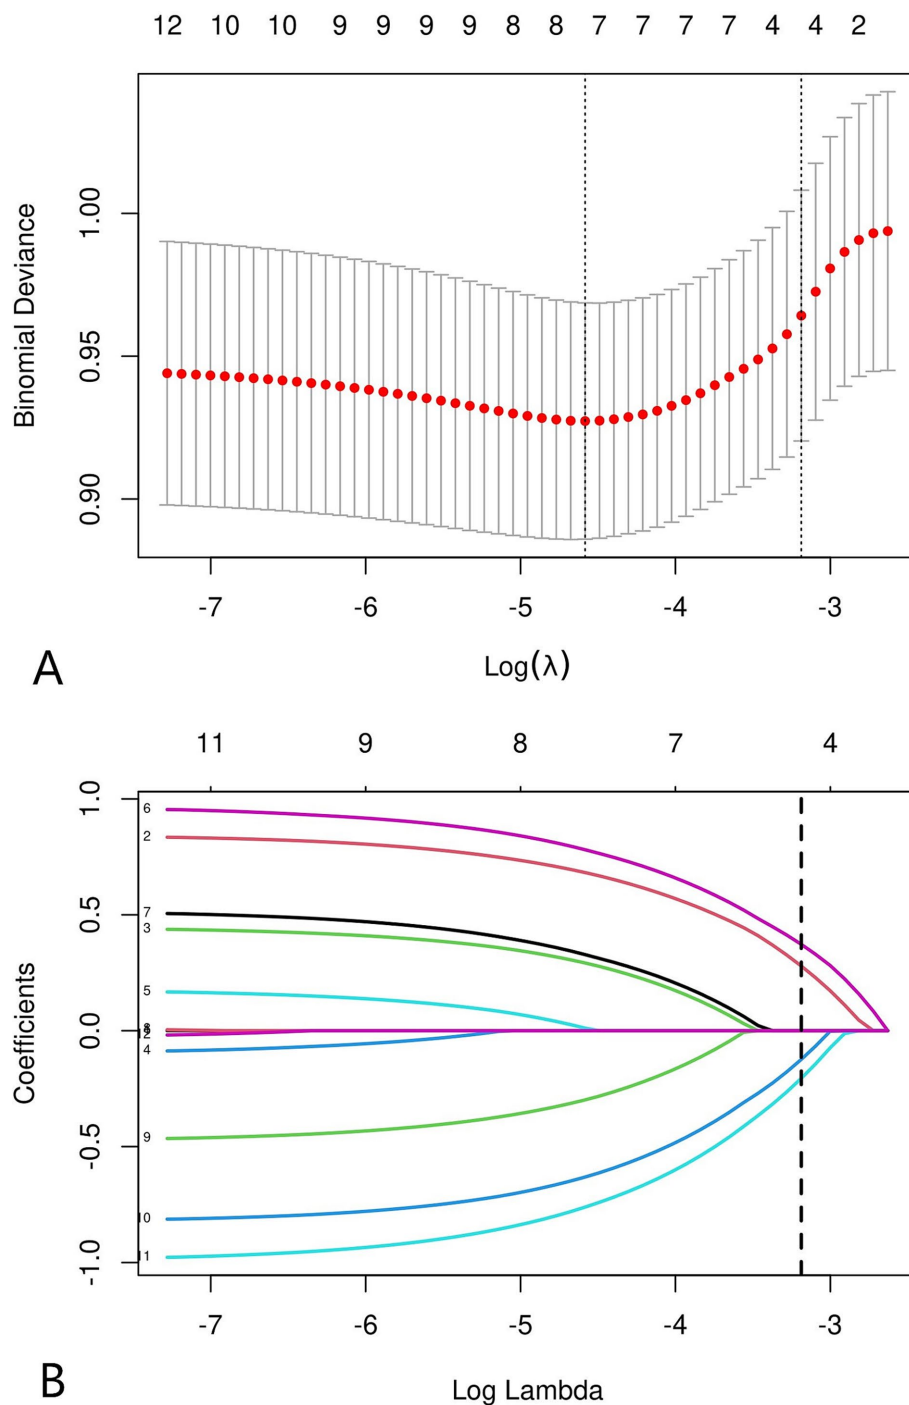 12 10 10 9 9 9 9 8 8 7 7 7 7 4 4 2
Binomial Deviance
1.00
0.95
0.90
-7 -6 -5 -4 -3
Log(λ)
A
11 9 8 7 4
Coefficients
1.0
0.5
0.0
-0.5
-1.0
6
2
7
3
5
4
9
10
11
-7 -6 -5 -4 -3
Log Lambda
B